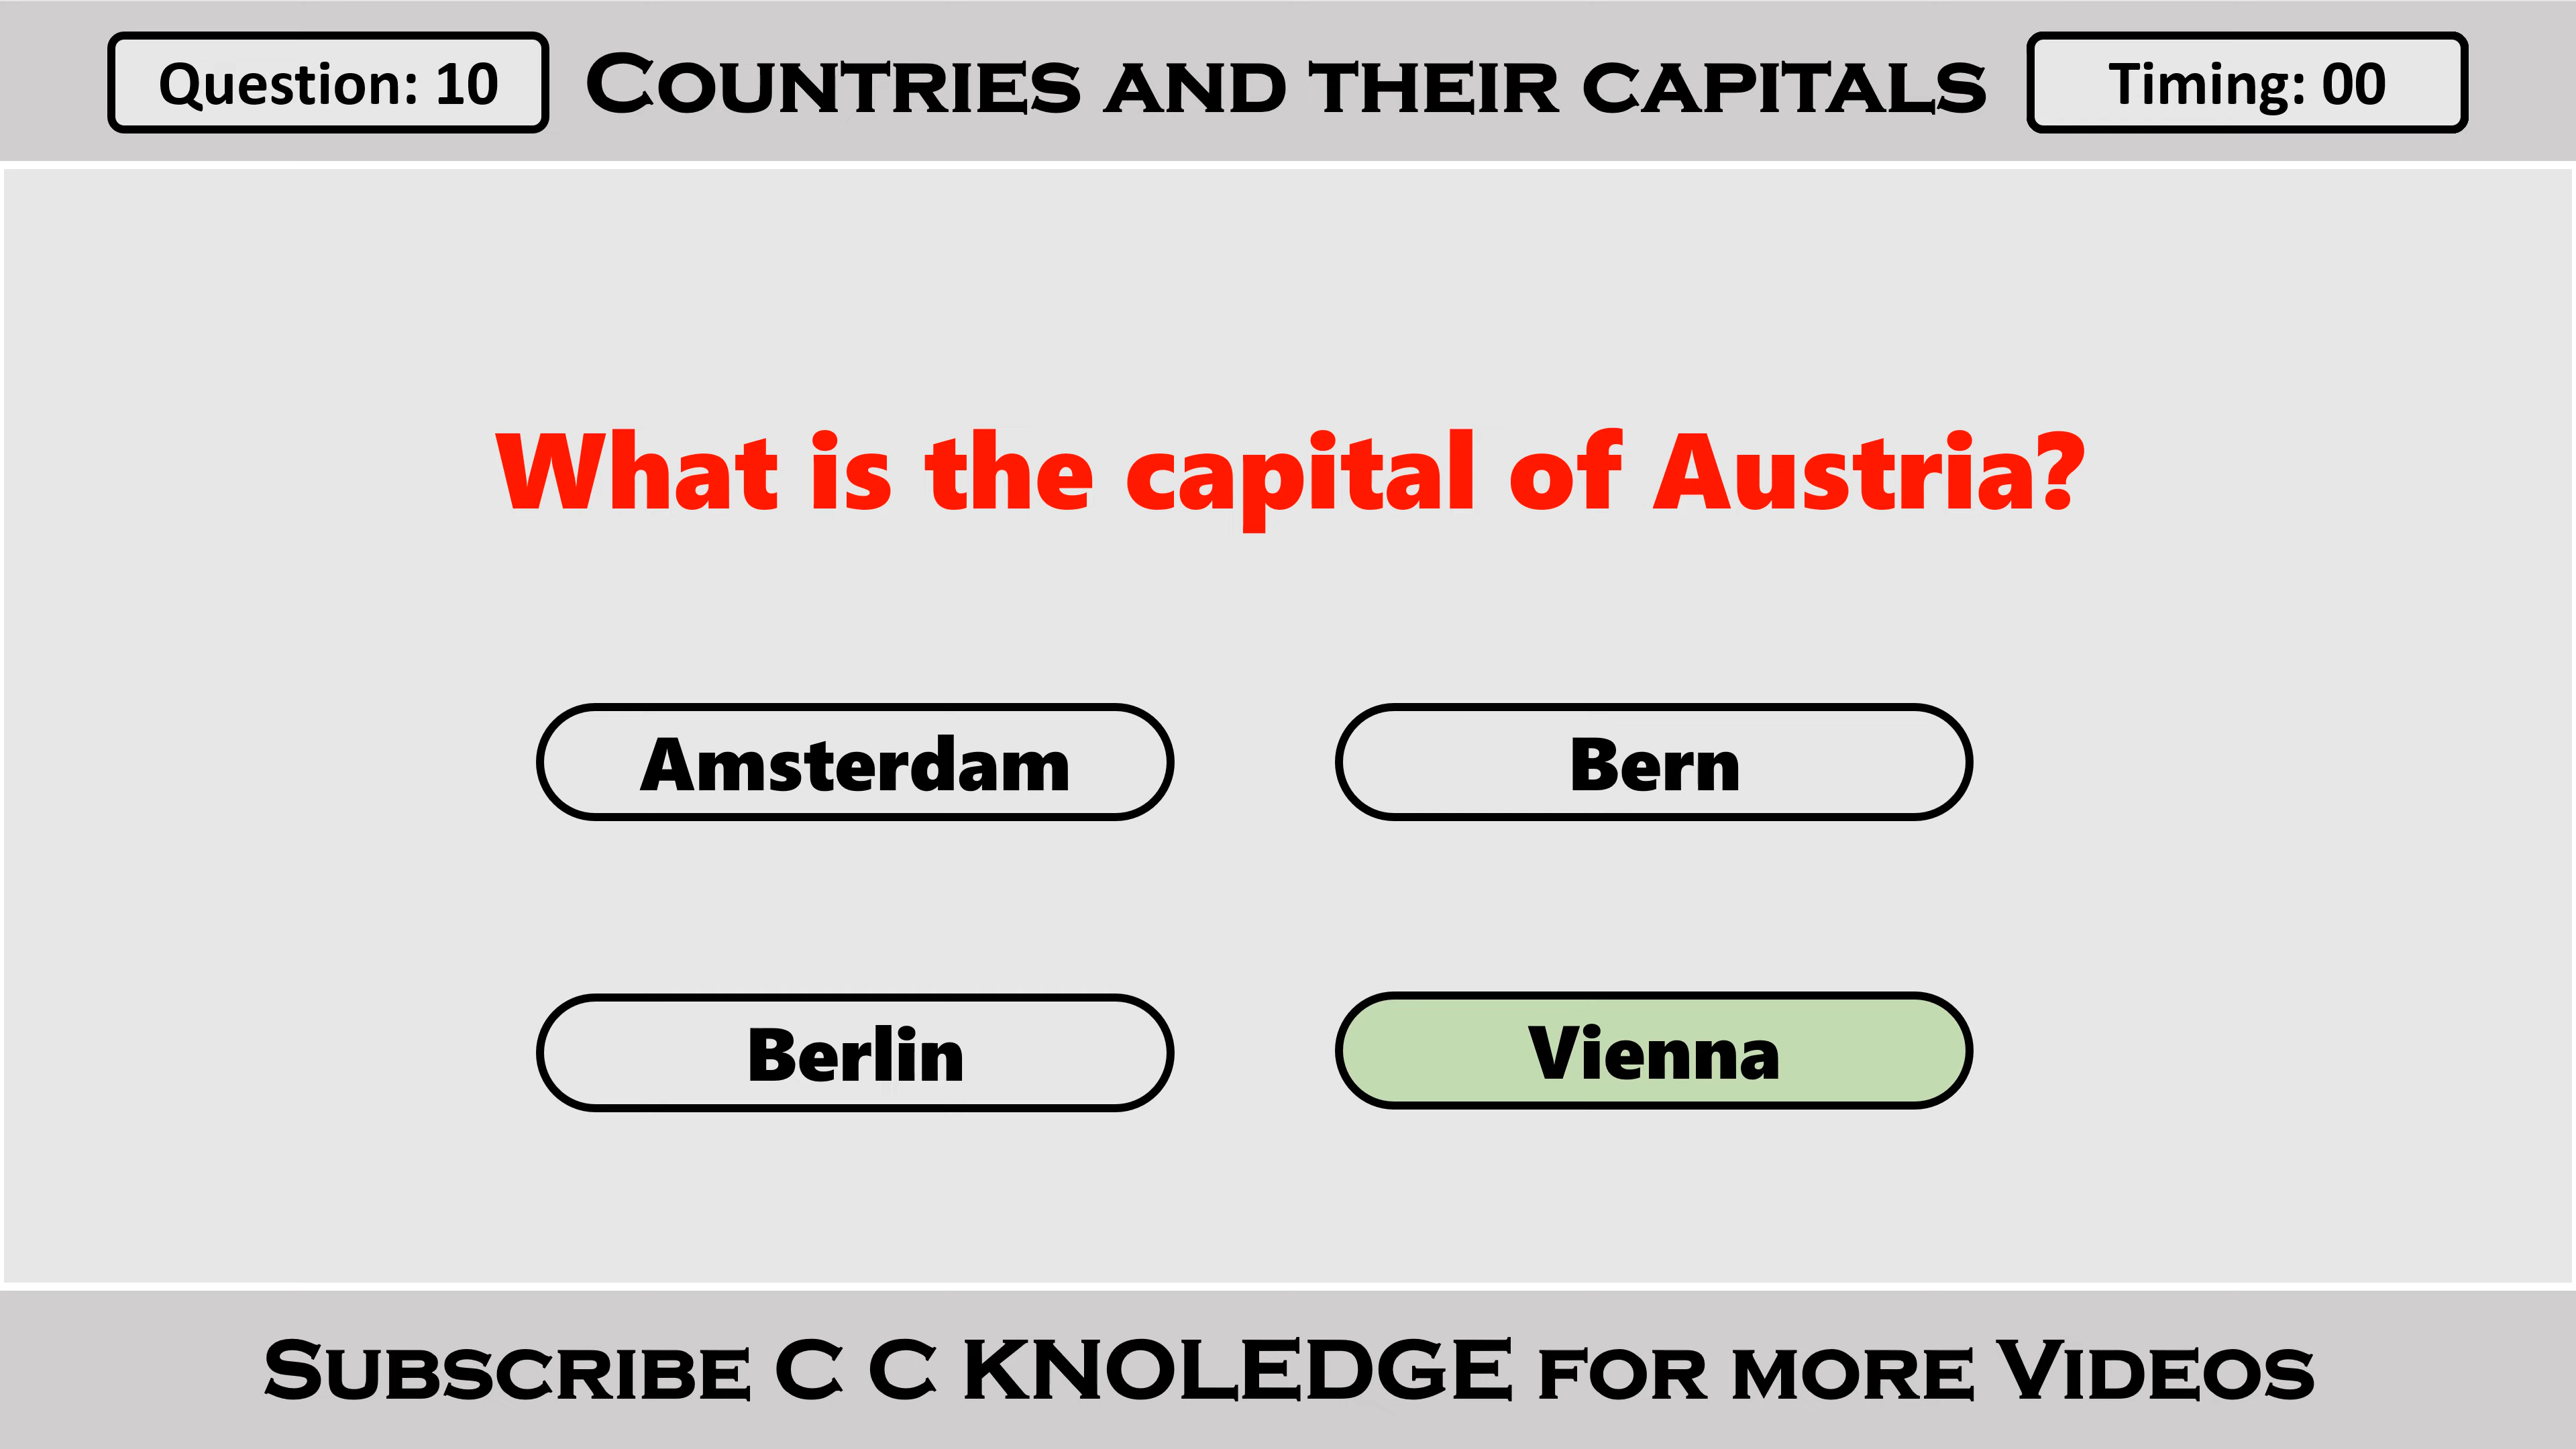 Question: 10
COUNTRIES AND THEIR CAPITALS
Timing: 00
What is the capital of Austria?
Amsterdam
Bern
Berlin
Vienna
SUBSCRIBE C C KNOLEDGE FOR MORE VIDEOS